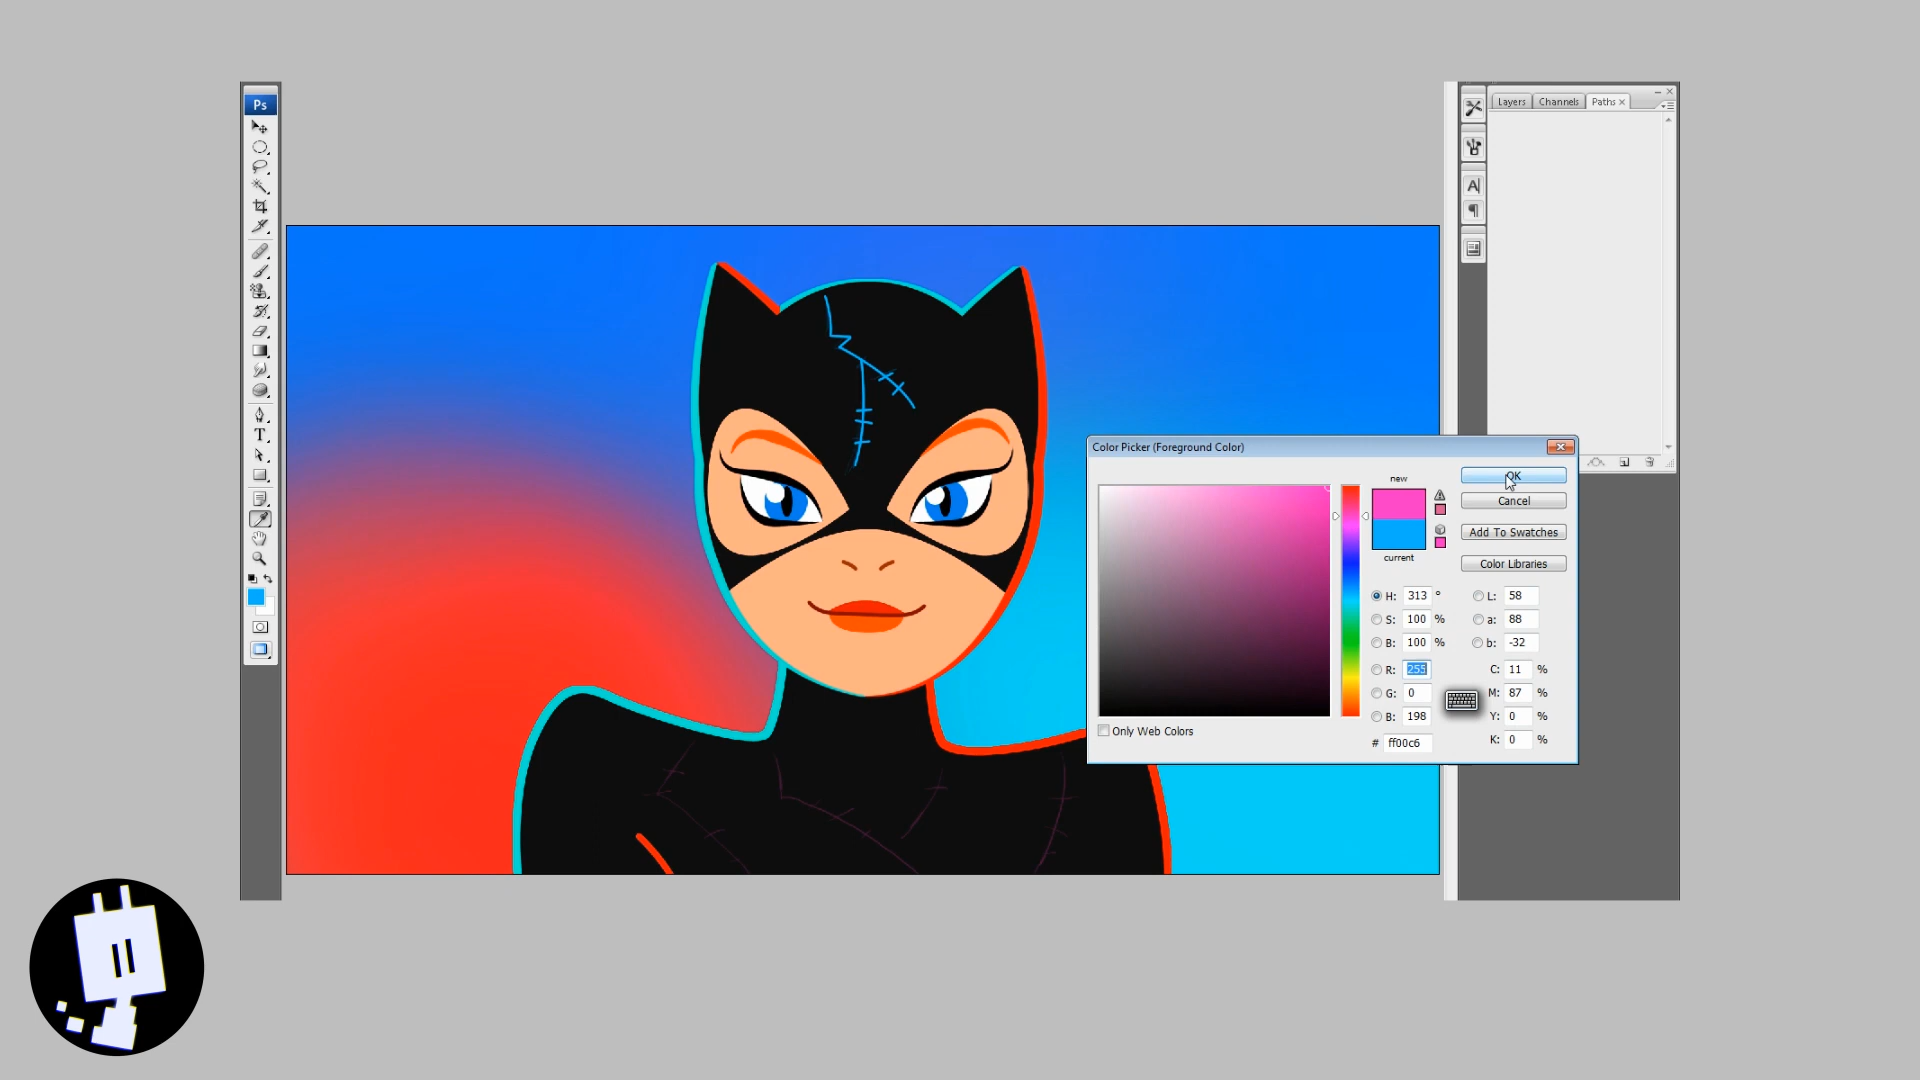 Ps
Layers Channels Paths
A
T
Color Picker (Foreground Color)
new
OK
Cancel
Add To Swatches
current
Color Libraries
H: 313 °
L: 58
S: 100 %
a: 88
B: 100 %
b: -32
R: 255
C: 11 %
G: 0
M: 87 %
B: 198
Y: 0 %
Only Web Colors
# ff00c6
K: 0 %